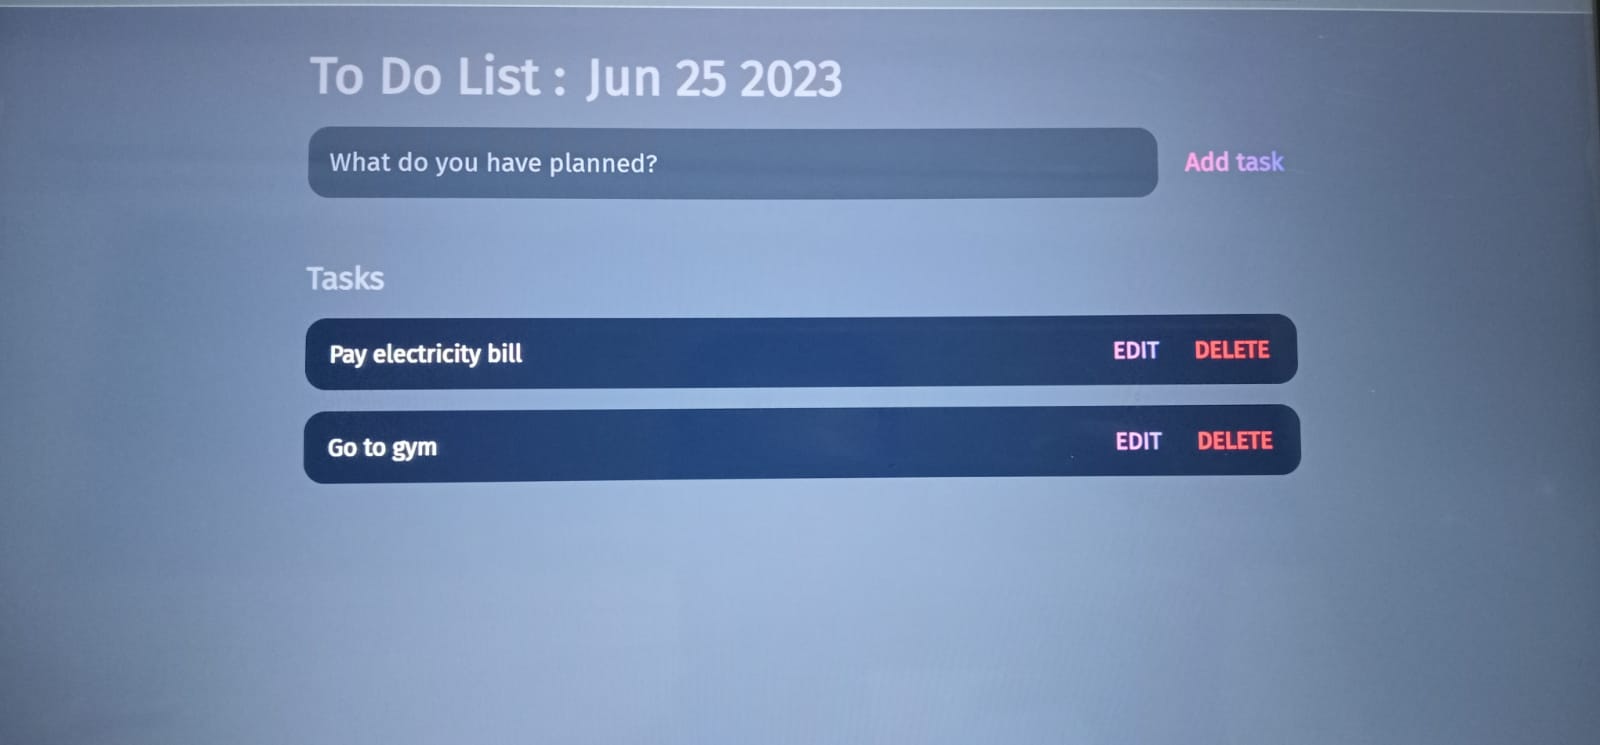 To Do List : Jun 25 2023
What do you have planned?
Add task
Tasks
Pay electricity bill
EDIT
DELETE
Go to gym
EDIT
DELETE